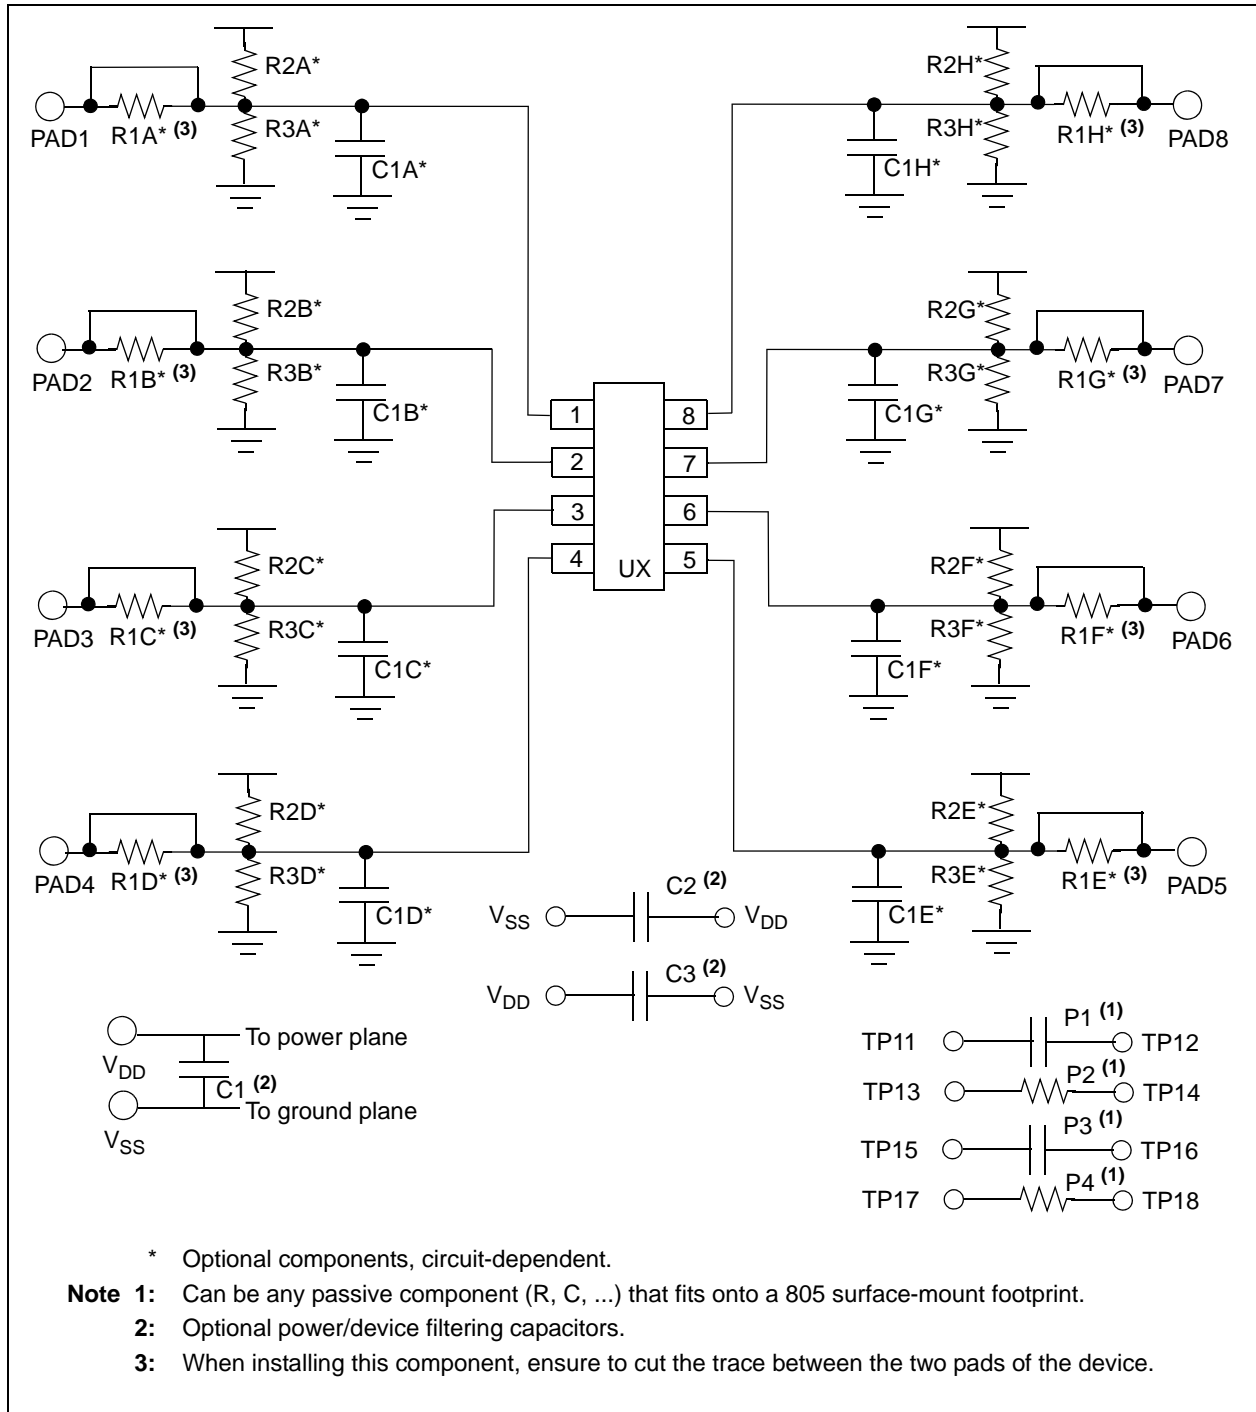 R2A*
R2H*
PAD1 R1A* (3)
R3A*
C1A*
C1H*
R3H*
R1H* (3)
PAD8
R2B*
R2G*
PAD2 R1B* (3)
R3B*
C1B*
C1G*
R3G*
R1G* (3)
PAD7
1
8
2
7
3
6
4
5
UX
R2C*
R2F*
PAD3 R1C* (3)
R3C*
C1C*
C1F*
R3F*
R1F* (3)
PAD6
R2D*
R2E*
PAD4 R1D* (3)
R3D*
C1D*
C1E*
R3E*
R1E* (3)
PAD5
C2 (2)
VSS
VDD
C3 (2)
VDD
VSS
To power plane
VDD
C1 (2)
To ground plane
VSS
P1 (1)
TP11
TP12
P2 (1)
TP13
TP14
P3 (1)
TP15
TP16
P4 (1)
TP17
TP18
* Optional components, circuit-dependent.
Note 1: Can be any passive component (R, C, ...) that fits onto a 805 surface-mount footprint.
2: Optional power/device filtering capacitors.
3: When installing this component, ensure to cut the trace between the two pads of the device.